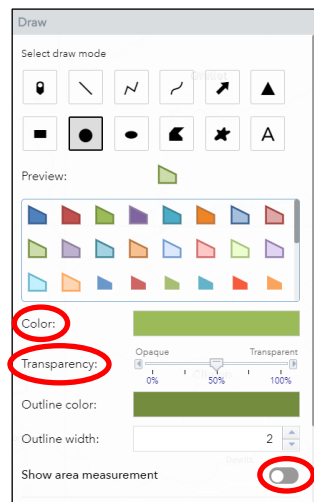 Draw
Select draw mode
A
Preview:
Color:
Opaque Transparent
Transparency:
0% 50% 100%
Outline color:
Outline width: 2
Show area measurement